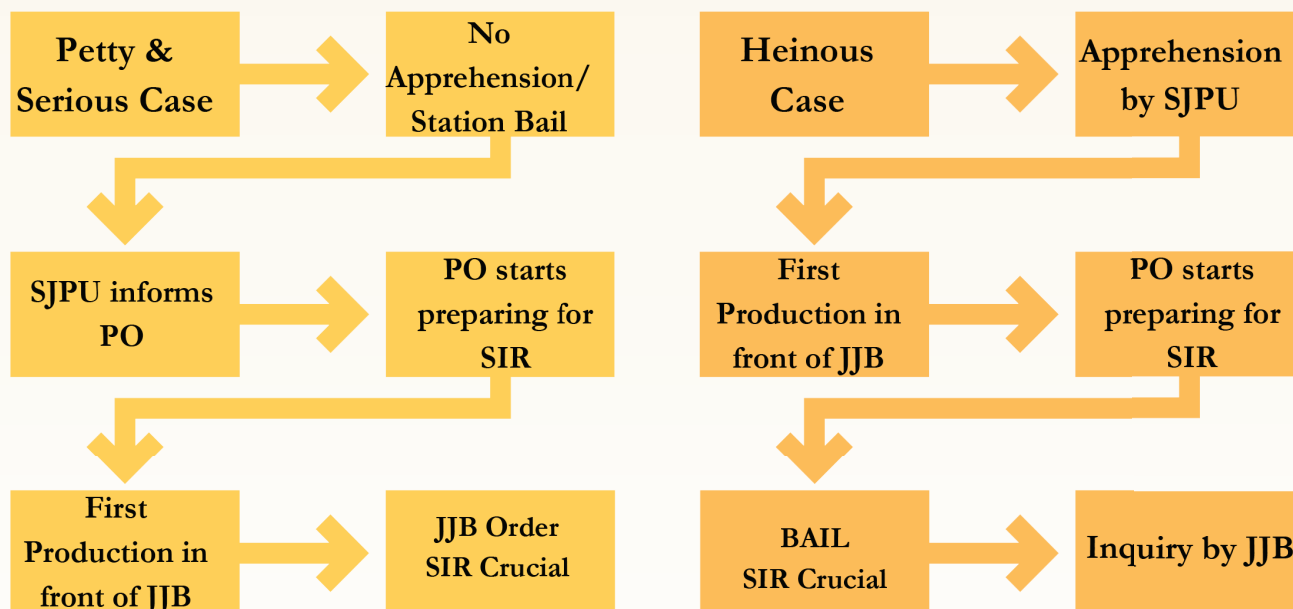 Petty &
Serious Case
No
Apprehension/
Station Bail
SJPU informs
PO
PO starts
preparing for
SIR
First
Production in
front of JJB
JJB Order
SIR Crucial
Heinous
Case
Apprehension
by SJPU
First
Production in
front of JJB
PO starts
preparing for
SIR
BAIL
SIR Crucial
Inquiry by JJB